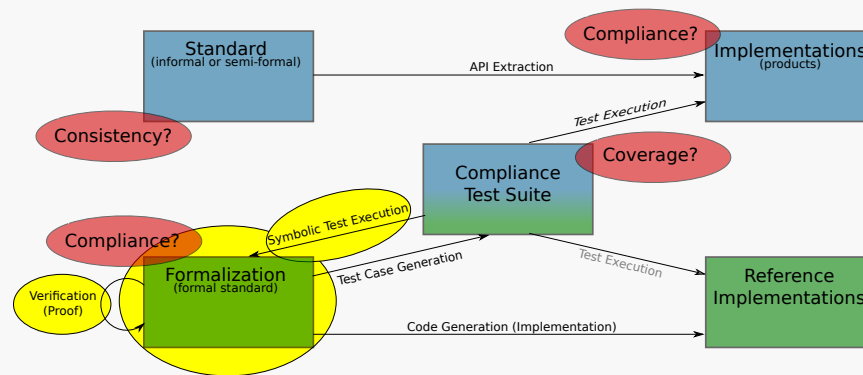 Compliance?
Standard
(informal or semi-formal)
Implementations
(products)
API Extraction
Test Execution
Consistency?
Coverage?
Compliance
Test Suite
Symbolic Test Execution
Compliance?
Test Case Generation
Test Execution
Formalization
(formal standard)
Reference
Implementations
Verification
(Proof)
Code Generation (Implementation)